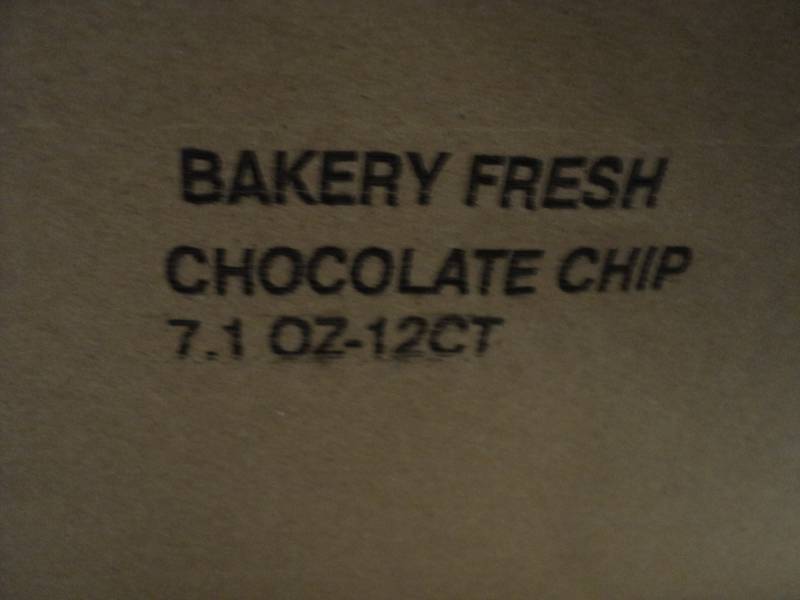 BAKERY FRESH
CHOCOLATE CHIP
7.1 OZ-12CT